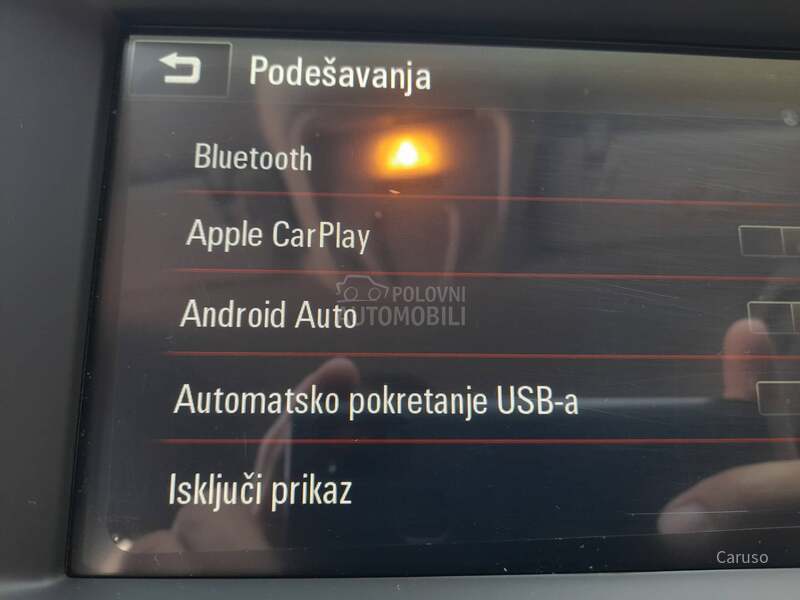 Podešavanja
Bluetooth
Apple CarPlay
Android Auto
POLOVNI
AUTOMOBILI
Automatsko pokretanje USB-a
Isključi prikaz
Caruso